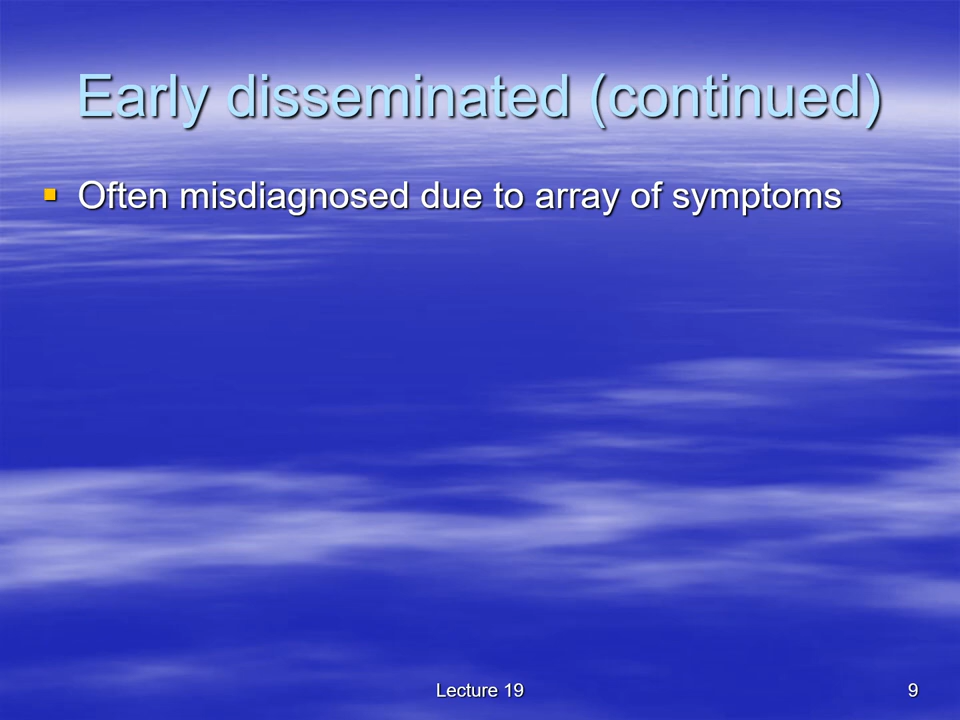 Early disseminated (continued)
Often misdiagnosed due to array of symptoms
Lecture 19
9